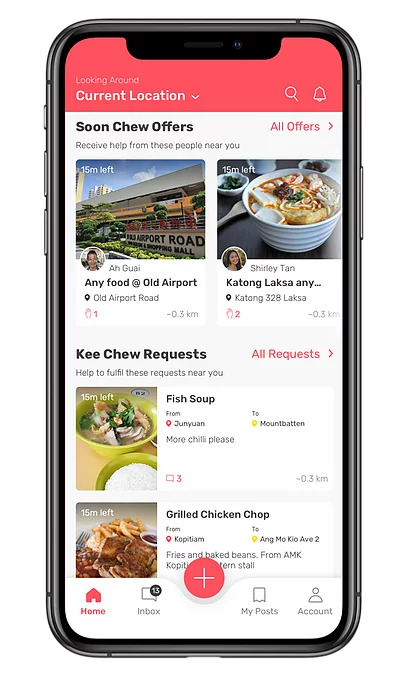 Looking Around
Current Location
Soon Chew Offers
All Offers
Receive help from these people near you
15m left
15m left
OLD AIRPORT ROAD
& SHOPPING MALL
Ah Guai
Shirley Tan
Any food @ Old Airport
Katong Laksa any...
Old Airport Road
Katong 328 Laksa
1
~0.3 km
2
~0.3 km
Kee Chew Requests
All Requests
Help to fulfil these requests near you
15m left
Fish Soup
From
To
Junyuan
Mountbatten
More chilli please
3
~0.3 km
15m left
Grilled Chicken Chop
From
To
Kopitiam
Ang Mo Kio Ave 2
Fries and baked beans. From AMK
stall
13
Home
Inbox
My Posts
Account